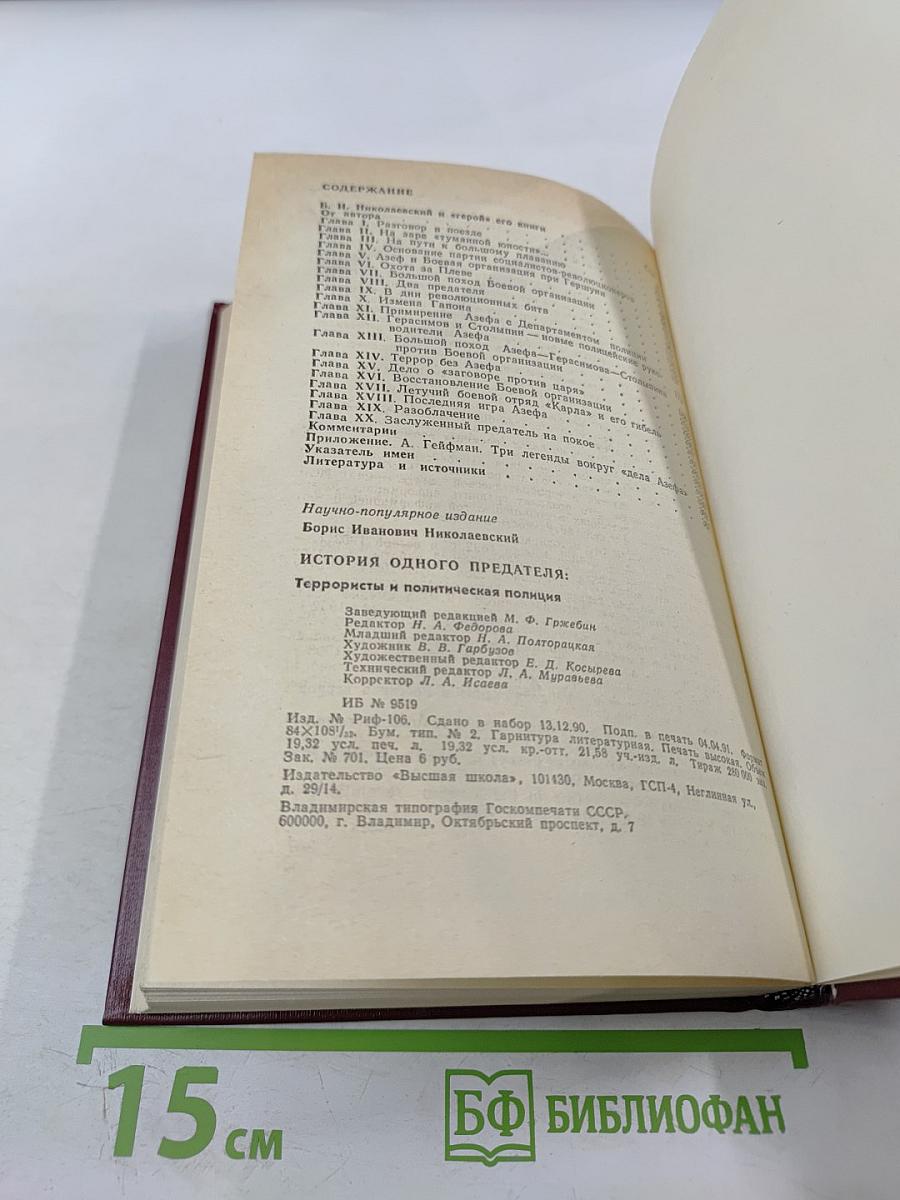 СОДЕРЖАНИЕ
Б. И. Николаевский и «герой» его книги
От автора
Глава I. Разговор в поезде
Глава II. На заре «туманной юности»...
Глава III. На пути к большому плаванию
Глава IV. Основание партии социалистов-революционеров
Глава V. Азеф и Боевая организация при Гершуни
Глава VI. Охота за Плеве
Глава VII. Большой поход Боевой организации
Глава VIII. Два предателя
Глава IX. В дни революционных битв
Глава X. Измена Гапона
Глава XI. Примирение Азефа с Департаментом полиции
Глава XII. Герасимов и Столыпин — новые полицейские руко-
водители Азефа
Глава XIII. Большой поход Азефа—Герасимова—Столыпина
против Боевой организации
Глава XIV. Террор без Азефа
Глава XV. Дело о «заговоре против царя»
Глава XVI. Восстановление Боевой организации
Глава XVII. Летучий боевой отряд «Карла» и его гибель
Глава XVIII. Последняя игра Азефа
Глава XIX. Разоблачение
Глава XX. Заслуженный предатель на покое
Комментарии
Приложение. А. Гейфман. Три легенды вокруг «дела Азефа»
Указатель имен
Литература и источники
Научно-популярное издание
Борис Иванович Николаевский
ИСТОРИЯ ОДНОГО ПРЕДАТЕЛЯ:
Террористы и политическая полиция
Заведующий редакцией М. Ф. Гржебин
Редактор Н. А. Федорова
Младший редактор Н. А. Полторацкая
Художник В. В. Гарбузов
Художественный редактор Е. Д. Косырева
Технический редактор Л. А. Муравьева
Корректор Л. А. Исаева
ИБ № 9519
Изд. № Риф-106. Сдано в набор 13.12.90. Подп. в печать 04.04.91. Формат
84×108¹/₃₂. Бум. тип. № 2. Гарнитура литературная. Печать высокая. Объем
19,32 усл. печ. л. 19,32 усл. кр.-отт. 21,58 уч.-изд. л. Тираж 280 000 экз.
Зак. № 701. Цена 6 руб.
Издательство «Высшая школа», 101430, Москва, ГСП-4, Неглинная ул.,
д. 29/14.
Владимирская типография Госкомпечати СССР,
600000, г. Владимир, Октябрьский проспект, д. 7
15 см
БФ БИБЛИОФАН